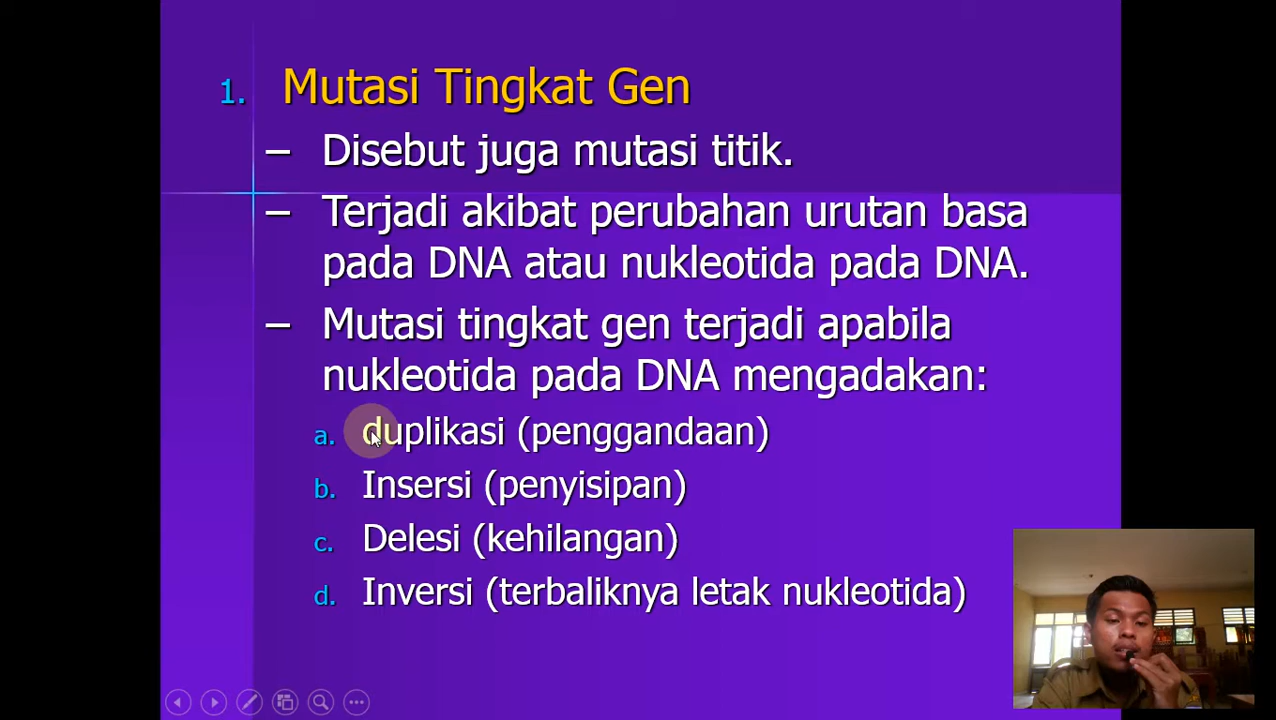 1. Mutasi Tingkat Gen
– Disebut juga mutasi titik.
– Terjadi akibat perubahan urutan basa
pada DNA atau nukleotida pada DNA.
– Mutasi tingkat gen terjadi apabila
nukleotida pada DNA mengadakan:
a. duplikasi (penggandaan)
b. Insersi (penyisipan)
c. Delesi (kehilangan)
d. Inversi (terbaliknya letak nukleotida)